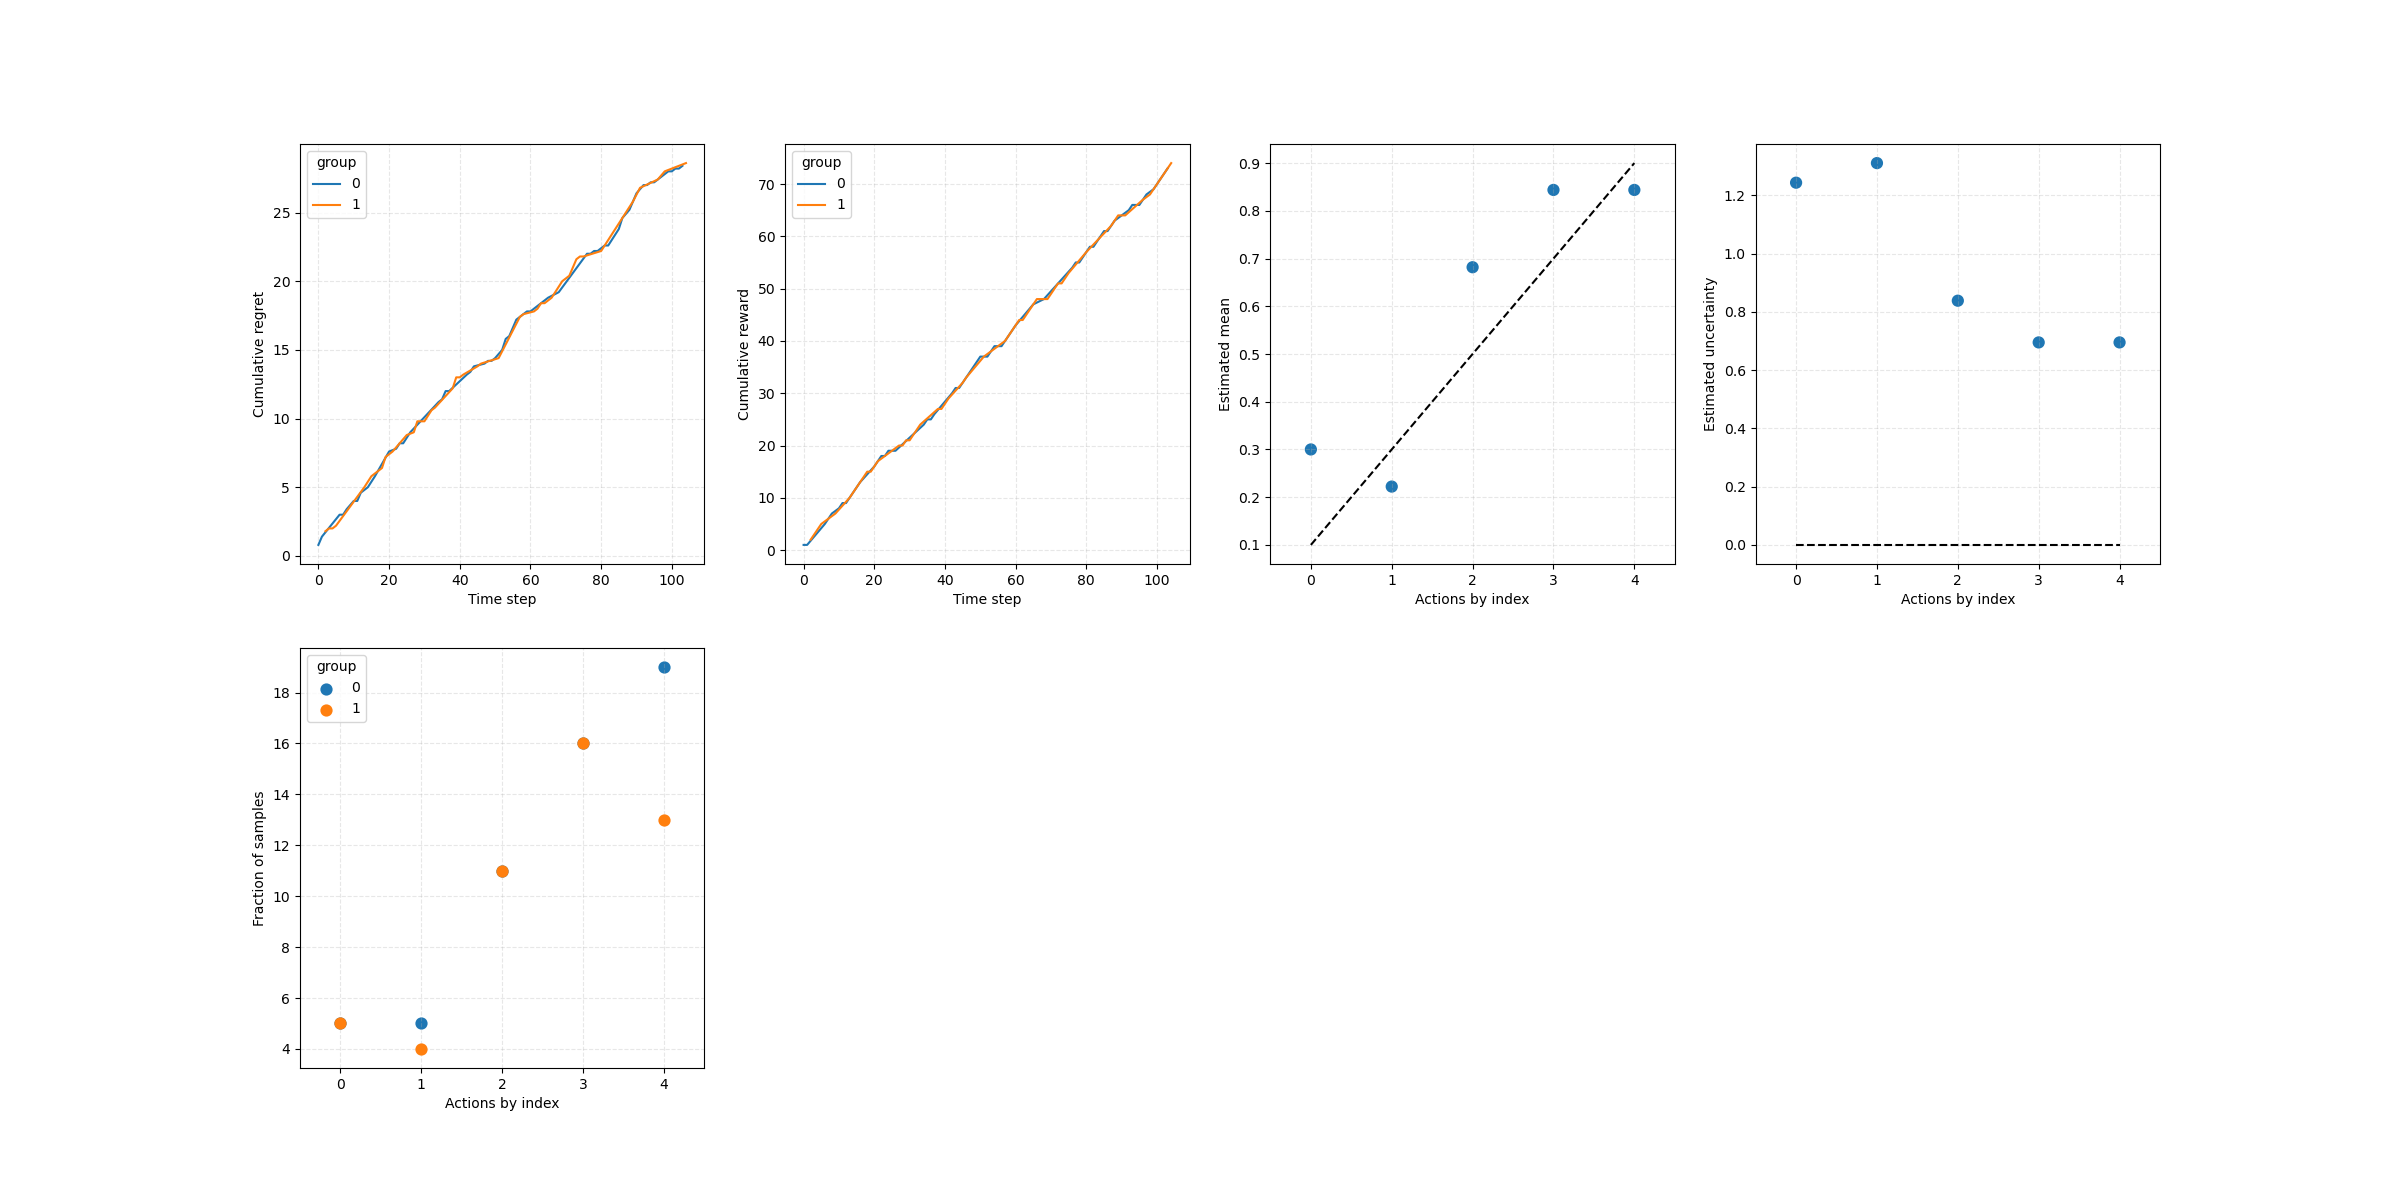 group
0
1
25
20
15
10
5
0
Cumulative regret
0 20 40 60 80 100
Time step
group
0
1
70
60
50
40
30
20
10
0
Cumulative reward
0 20 40 60 80 100
Time step
0.9
0.8
0.7
0.6
0.5
0.4
0.3
0.2
0.1
Estimated mean
0 1 2 3 4
Actions by index
1.2
1.0
0.8
0.6
0.4
0.2
0.0
Estimated uncertainty
0 1 2 3 4
Actions by index
group
0
1
18
16
14
12
10
8
6
4
Fraction of samples
0 1 2 3 4
Actions by index